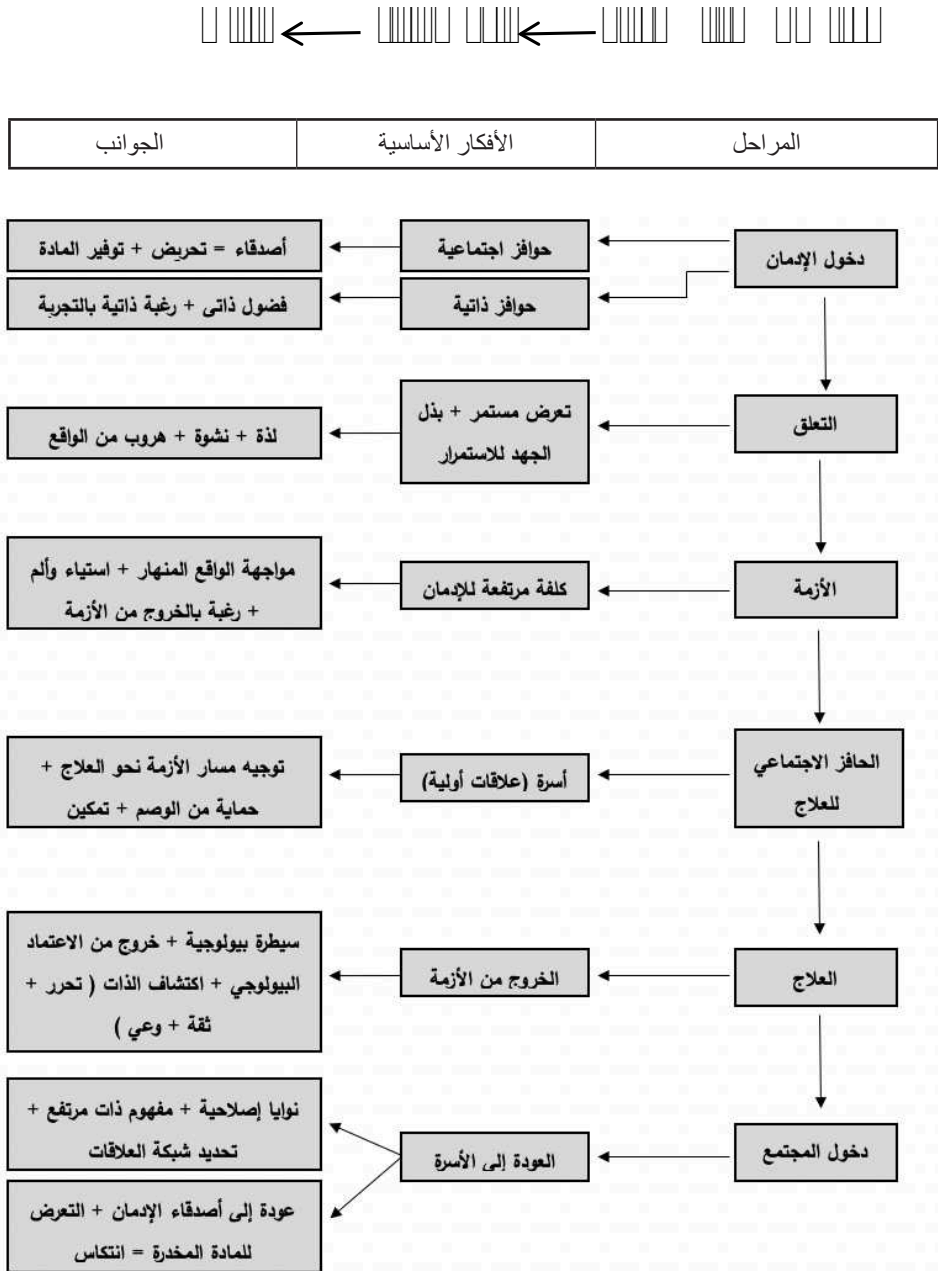 المراحل
الأفكار الأساسية
الجوانب
دخول الإدمان
حوافز اجتماعية
أصدقاء = تحريض + توفير المادة
حوافز ذاتية
فضول ذاتى + رغبة ذاتية بالتجربة
التعلق
تعرض مستمر + بذل
الجهد للاستمرار
لذة + نشوة + هروب من الواقع
الأزمة
كلفة مرتفعة للإدمان
مواجهة الواقع المنهار + استياء وألم
+ رغبة بالخروج من الأزمة
الحافز الاجتماعي
للعلاج
أسرة (علاقات أولية)
توجيه مسار الأزمة نحو العلاج +
حماية من الوصم + تمكين
العلاج
الخروج من الأزمة
سيطرة بيولوجية + خروج من الاعتماد
البيولوجي + اكتشاف الذات ( تحرر +
ثقة + وعي )
دخول المجتمع
العودة إلى الأسرة
نوايا إصلاحية + مفهوم ذات مرتفع +
تحديد شبكة العلاقات
عودة إلى أصدقاء الإدمان + التعرض
للمادة المخدرة = انتكاس